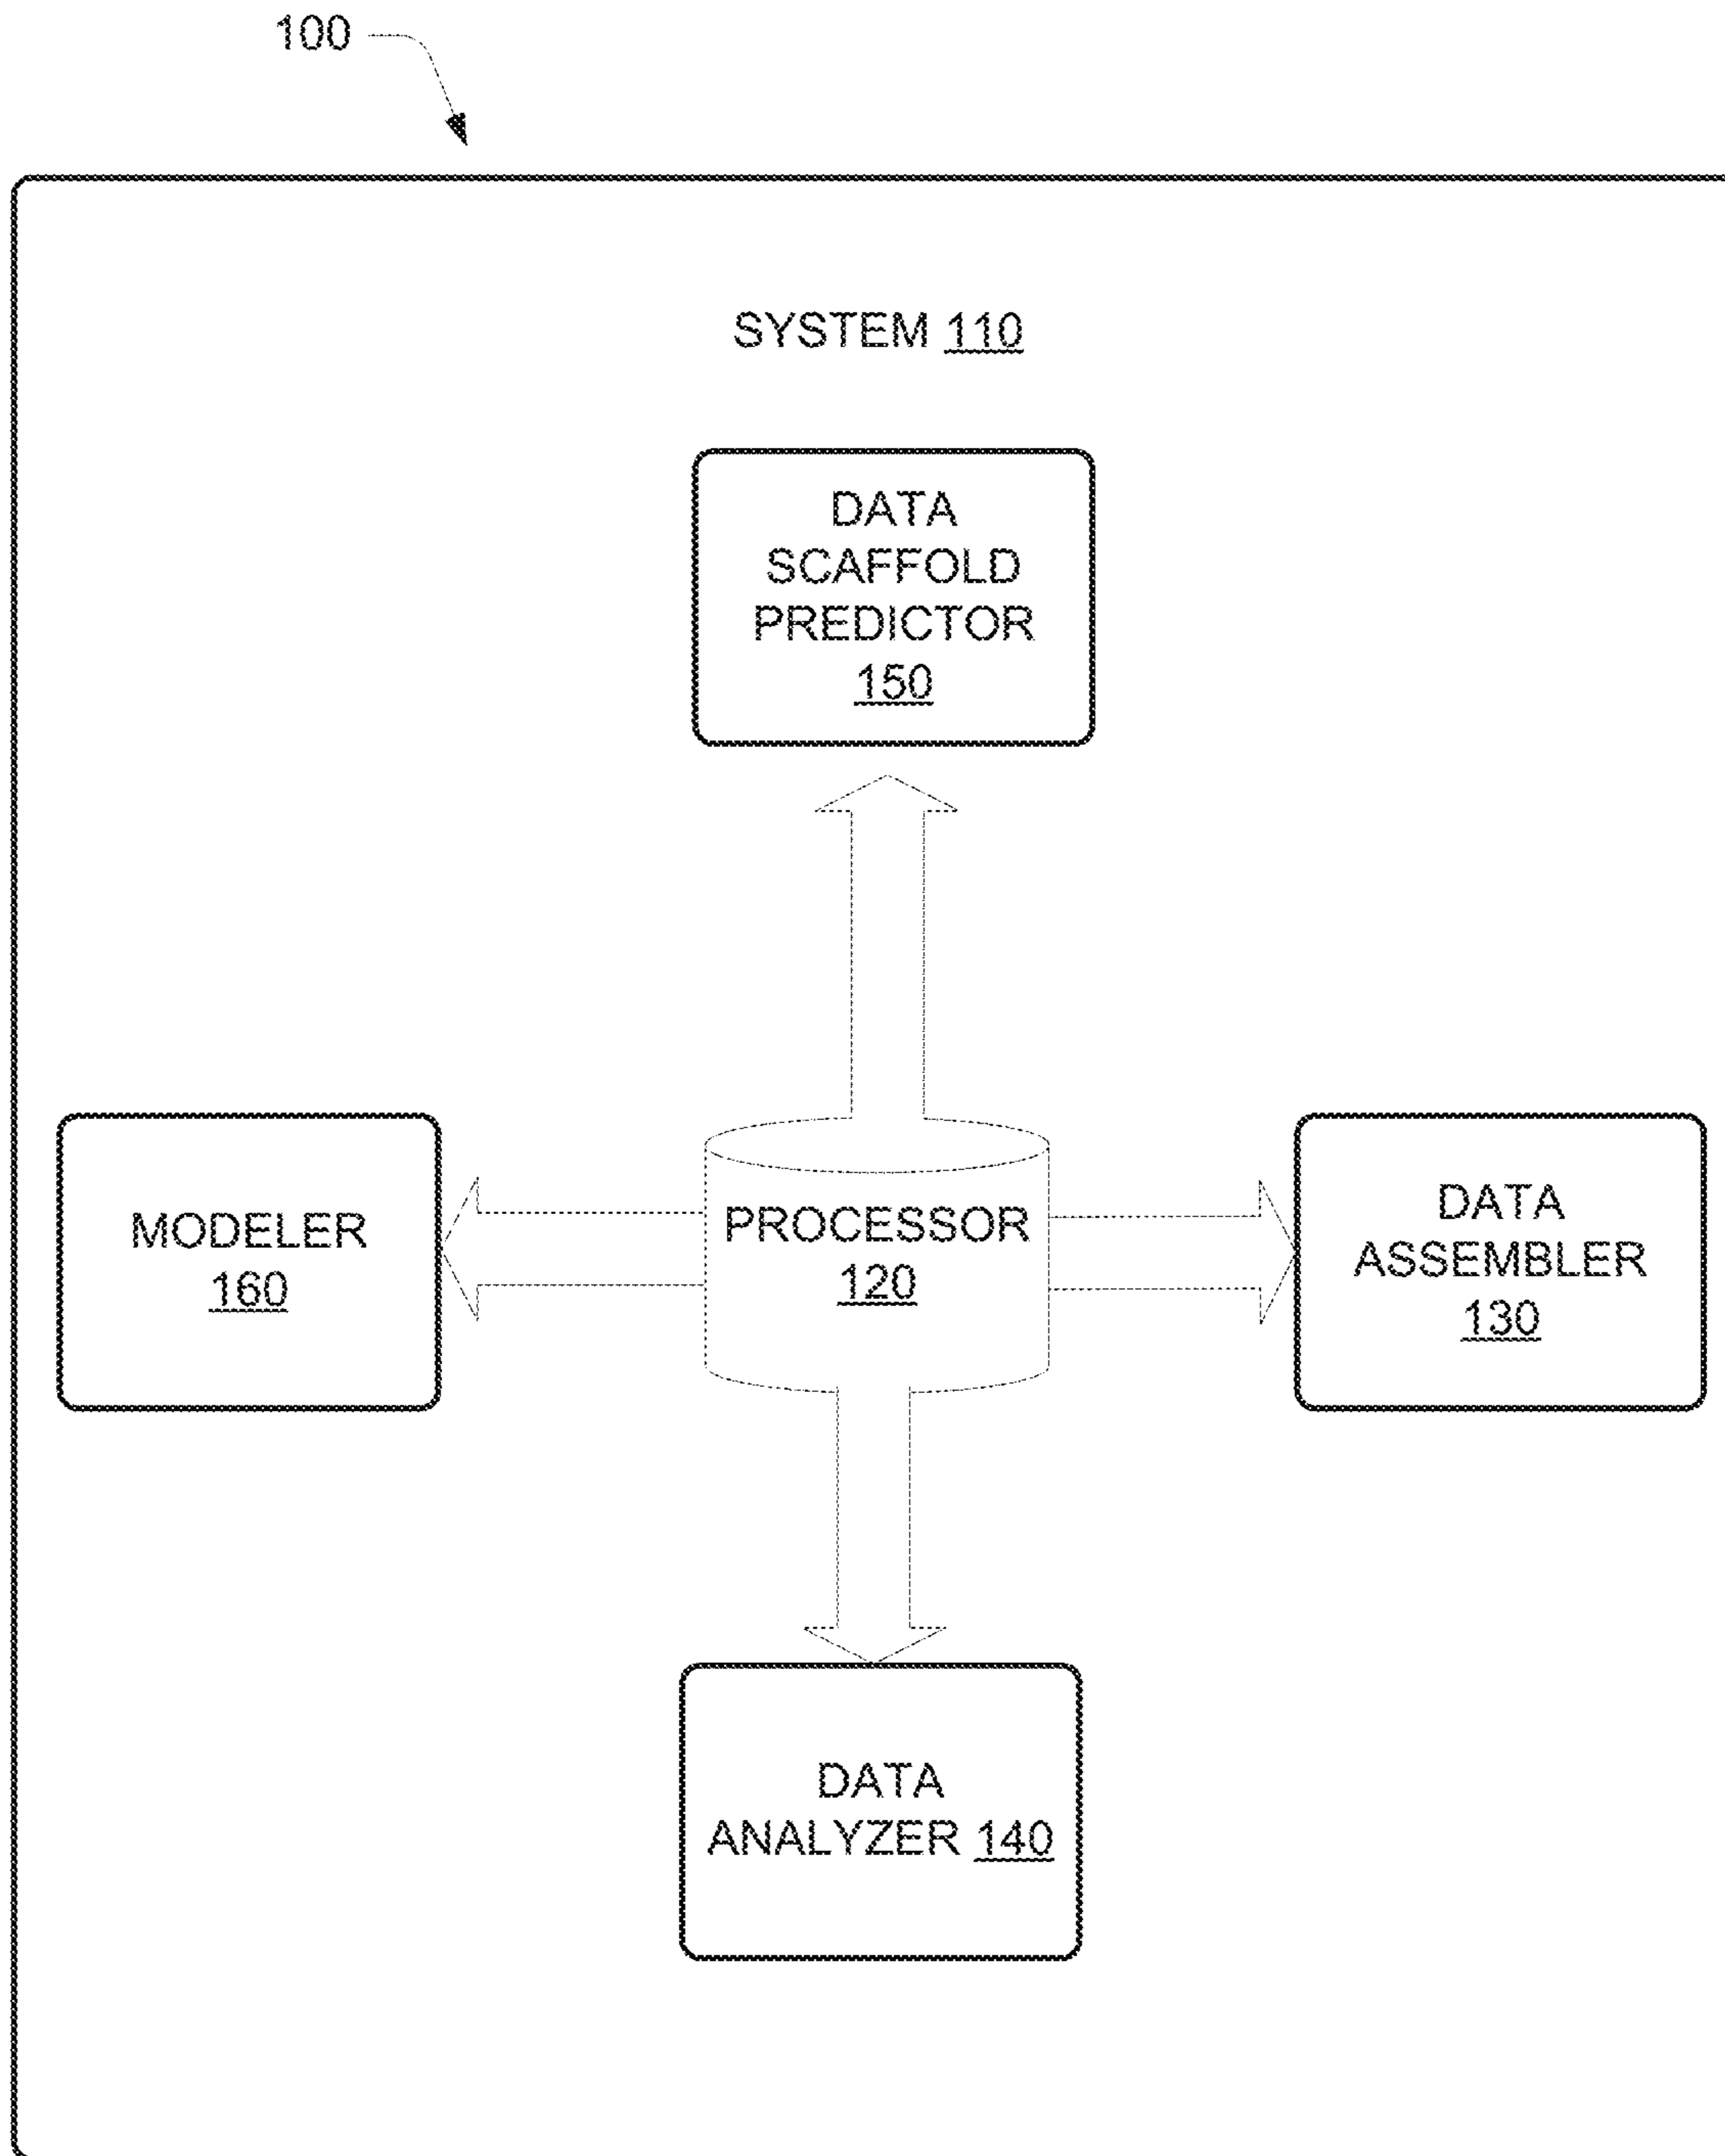 100
SYSTEM 110
DATA
SCAFFOLD
PREDICTOR
150
MODELER
160
PROCESSOR
120
DATA
ASSEMBLER
130
DATA
ANALYZER 140